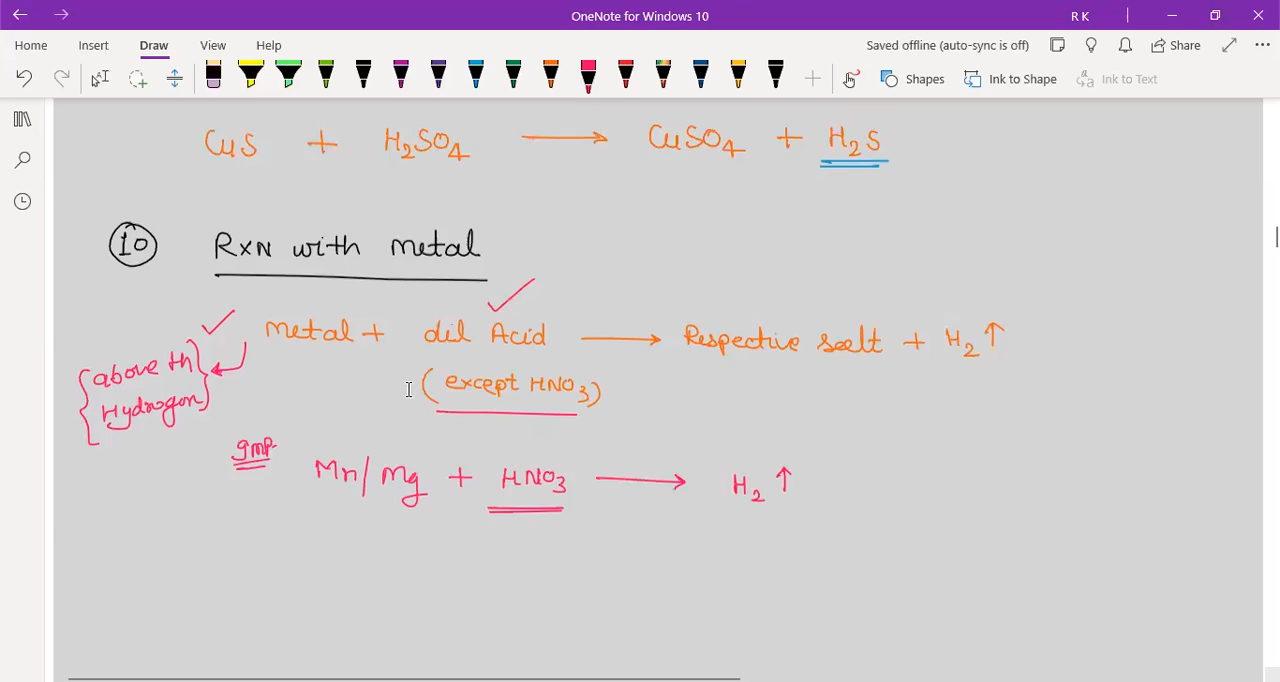 OneNote for Windows 10
R K
Home Insert Draw View Help
Saved offline (auto-sync is off)
Share
Shapes
Ink to Shape
Ink to Text
CuS + H₂SO₄ ⟶ CuSO₄ + H₂S
10 Rxn with metal
Metal + dil Acid ⟶ Respective salt + H₂ ↑
(except HNO₃)
{above th
Hydrogen}
Imp.
Mn/Mg + HNO₃ ⟶ H₂ ↑